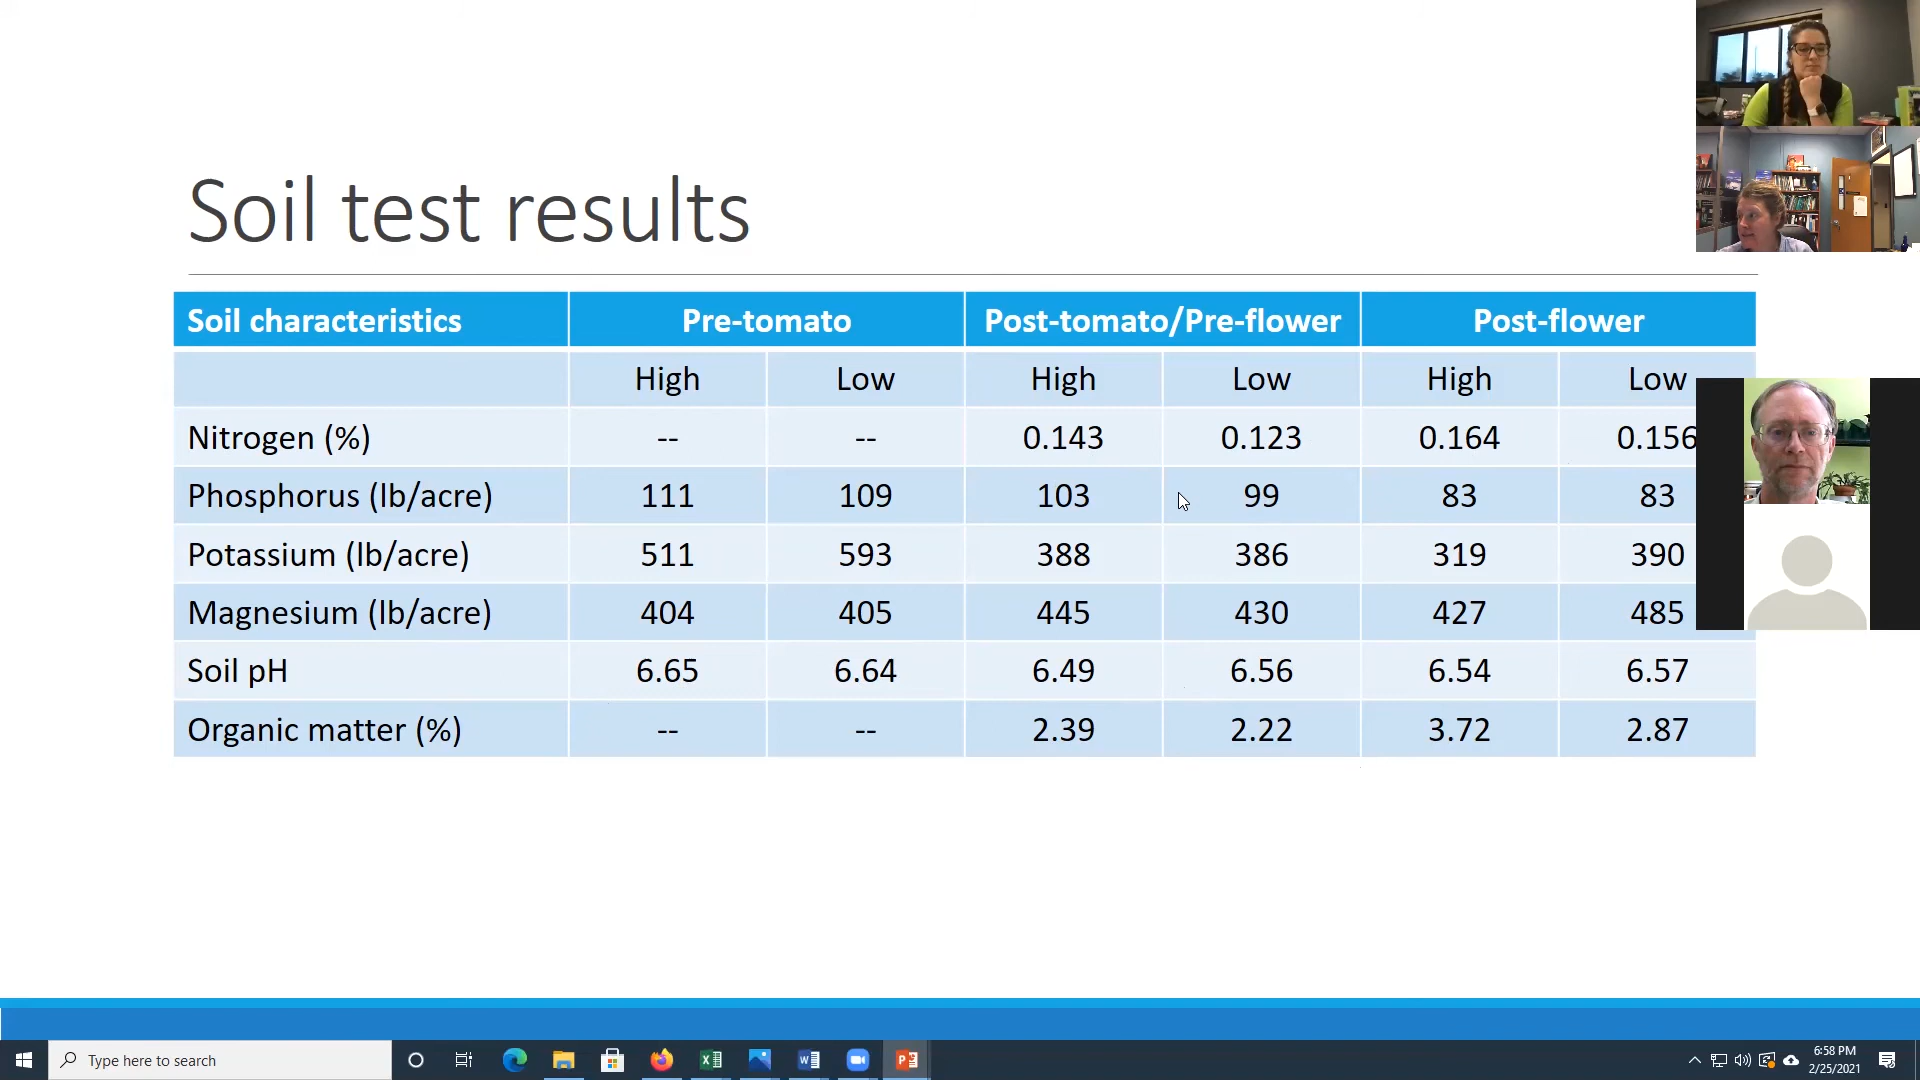 Soil test results
Soil characteristics Pre-tomato Post-tomato/Pre-flower Post-flower
High Low High Low High Low
Nitrogen (%) -- -- 0.143 0.123 0.164 0.156
Phosphorus (lb/acre) 111 109 103 99 83 83
Potassium (lb/acre) 511 593 388 386 319 390
Magnesium (lb/acre) 404 405 445 430 427 485
Soil pH 6.65 6.64 6.49 6.56 6.54 6.57
Organic matter (%) -- -- 2.39 2.22 3.72 2.87
Type here to search
6:58 PM
2/25/2021